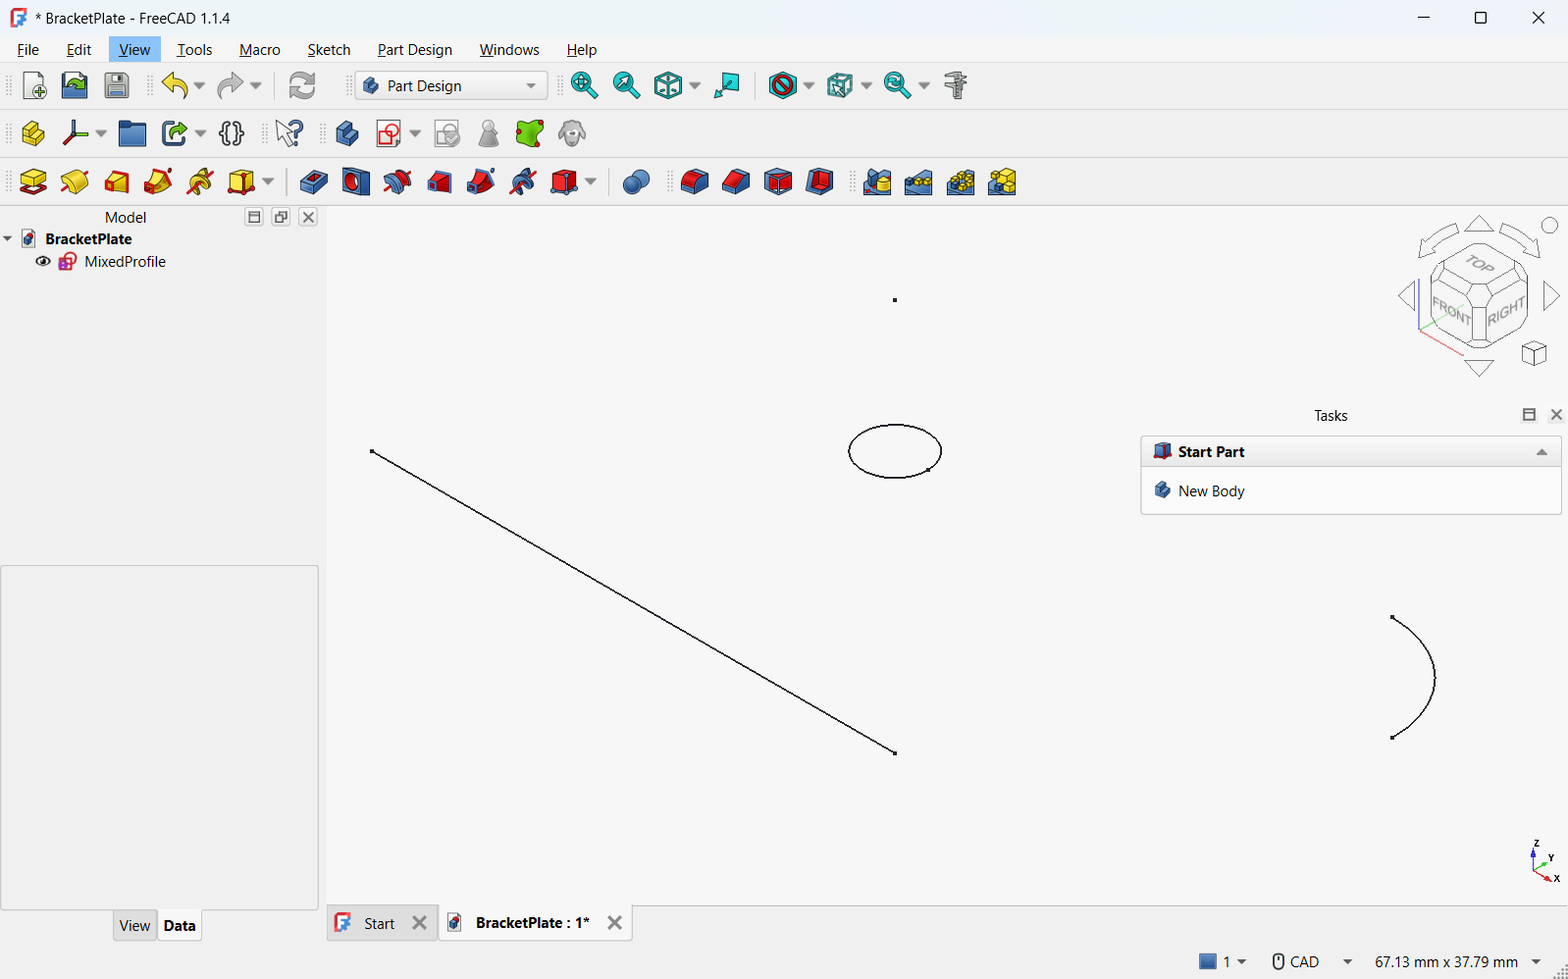 * BracketPlate - FreeCAD 1.1.4
File Edit View Tools Macro Sketch Part Design Windows Help
Part Design
Model
BracketPlate
MixedProfile
TOP
FRONT
RIGHT
Tasks
Start Part
New Body
Z
Y
X
View Data
Start
BracketPlate : 1*
1
CAD
67.13 mm x 37.79 mm